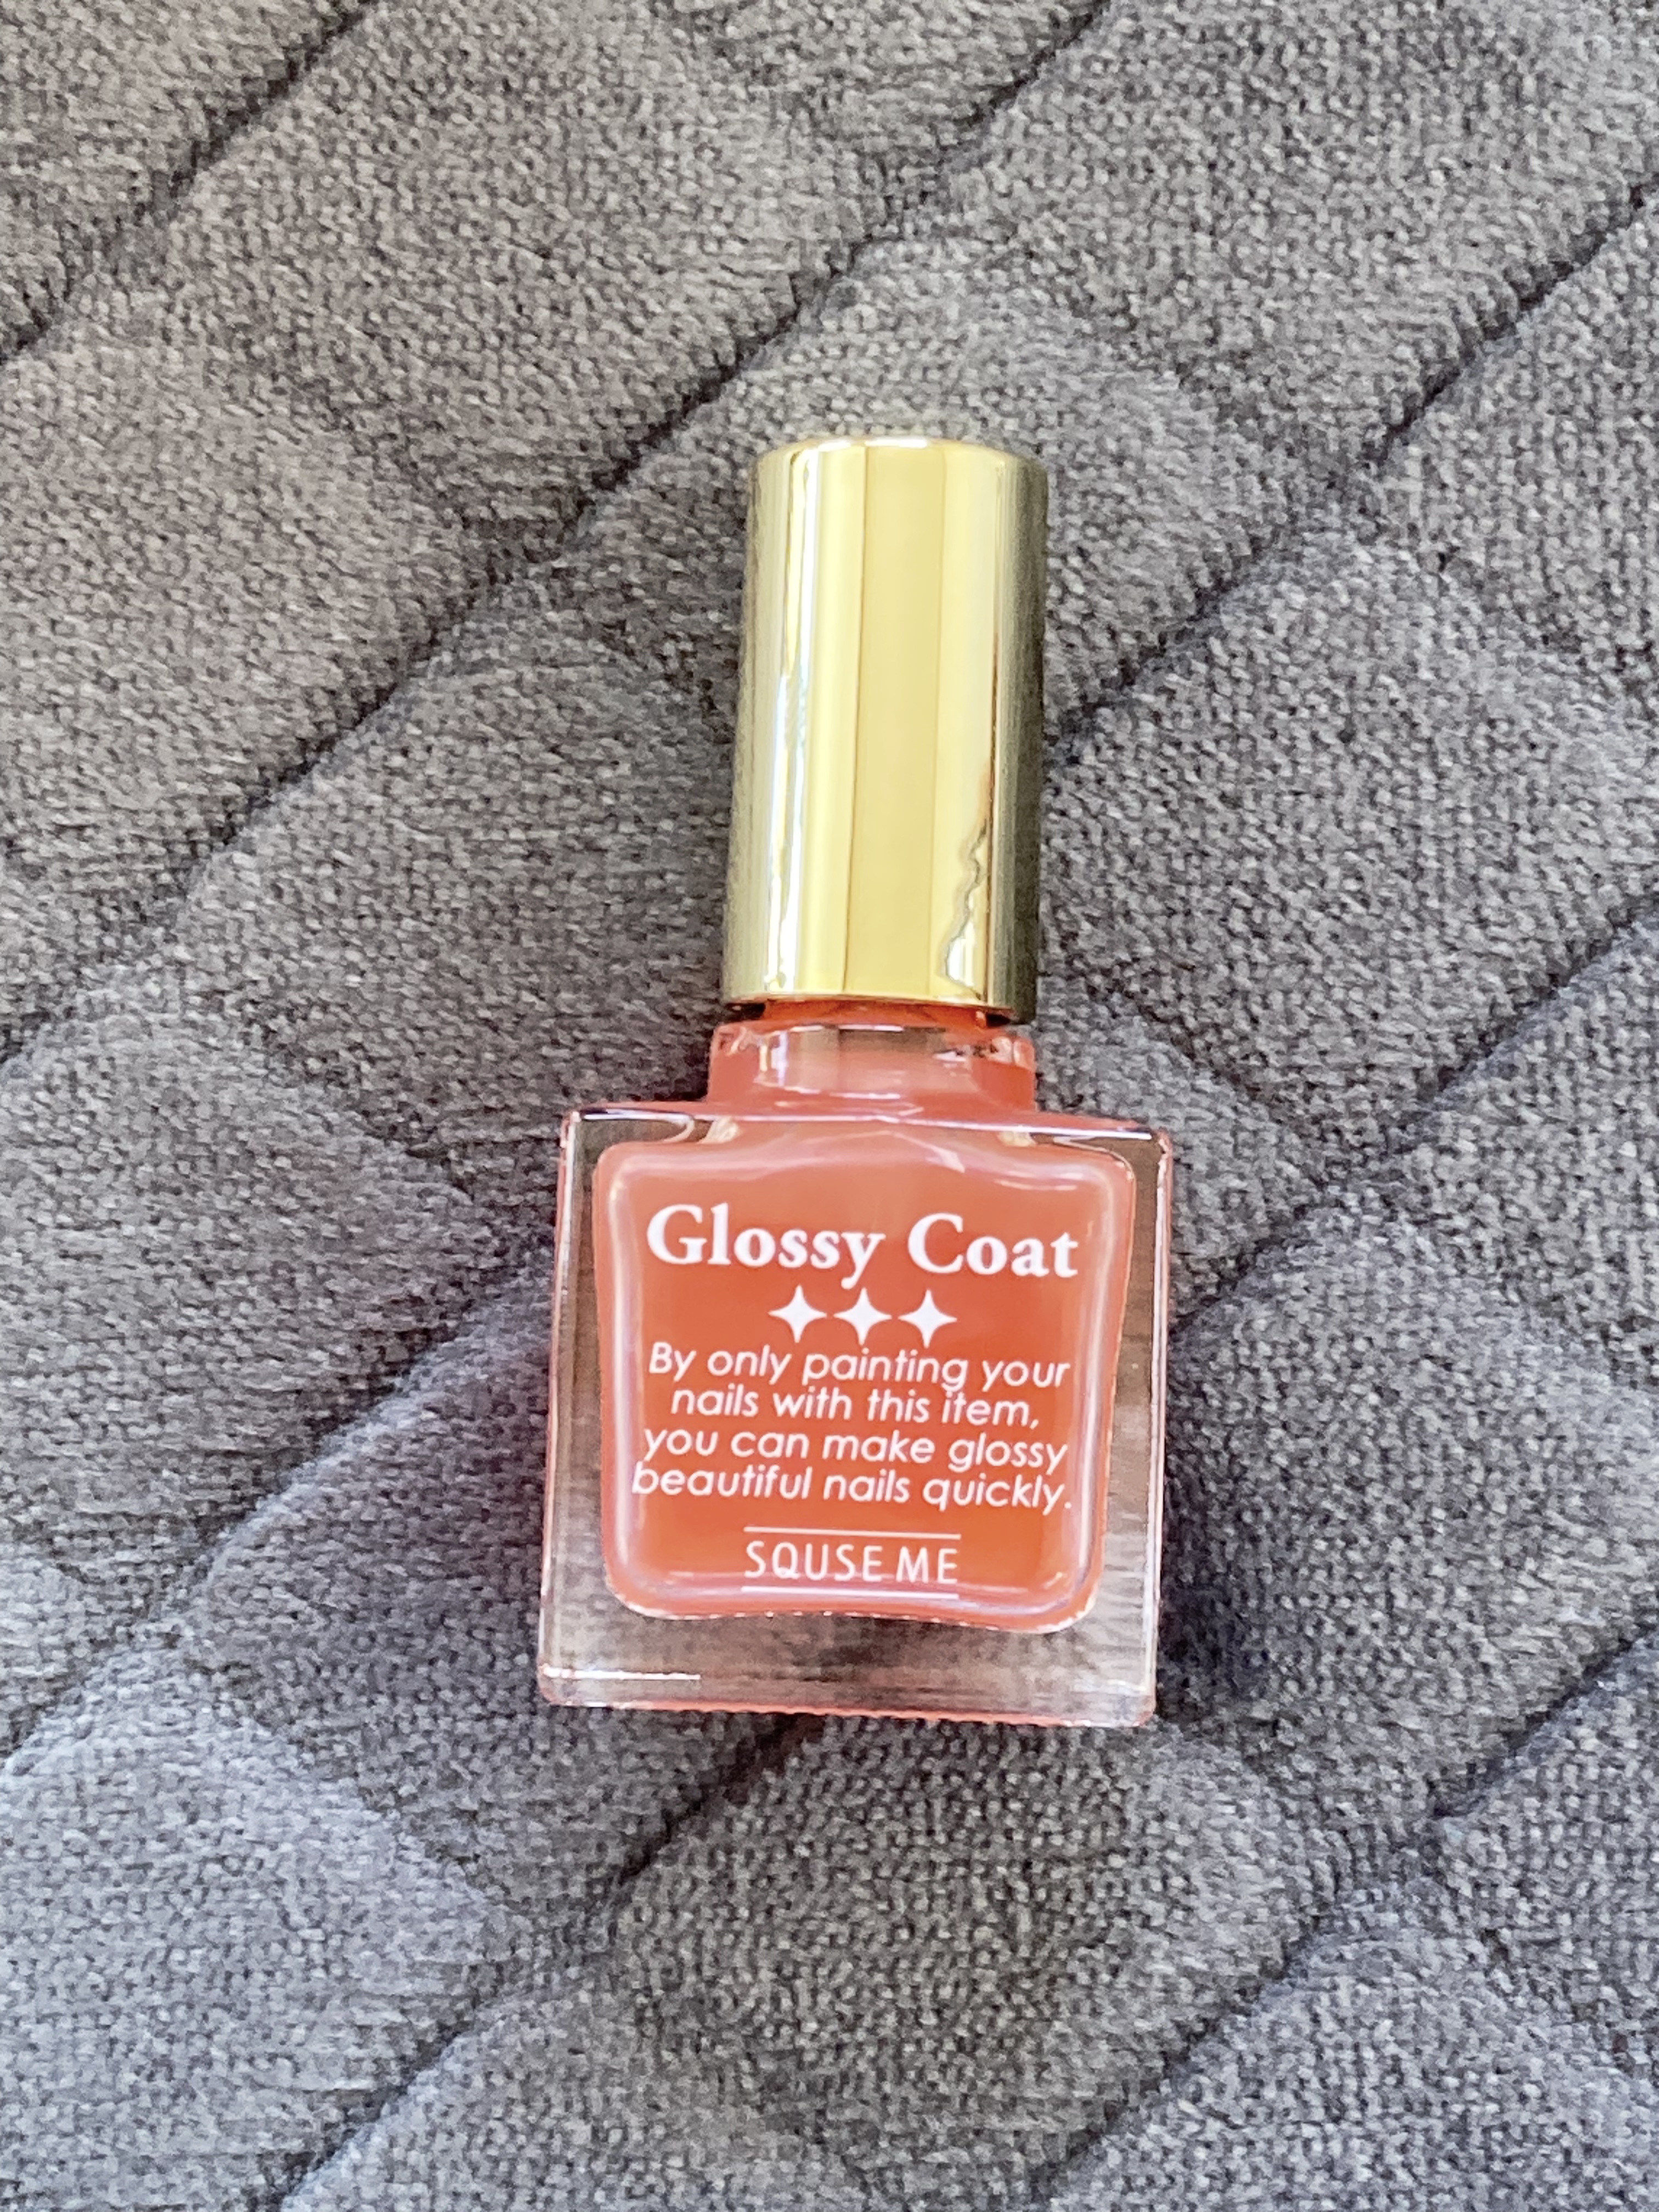 Glossy Coat
By only painting your
nails with this item,
you can make glossy
beautiful nails quickly.
SQUSE ME